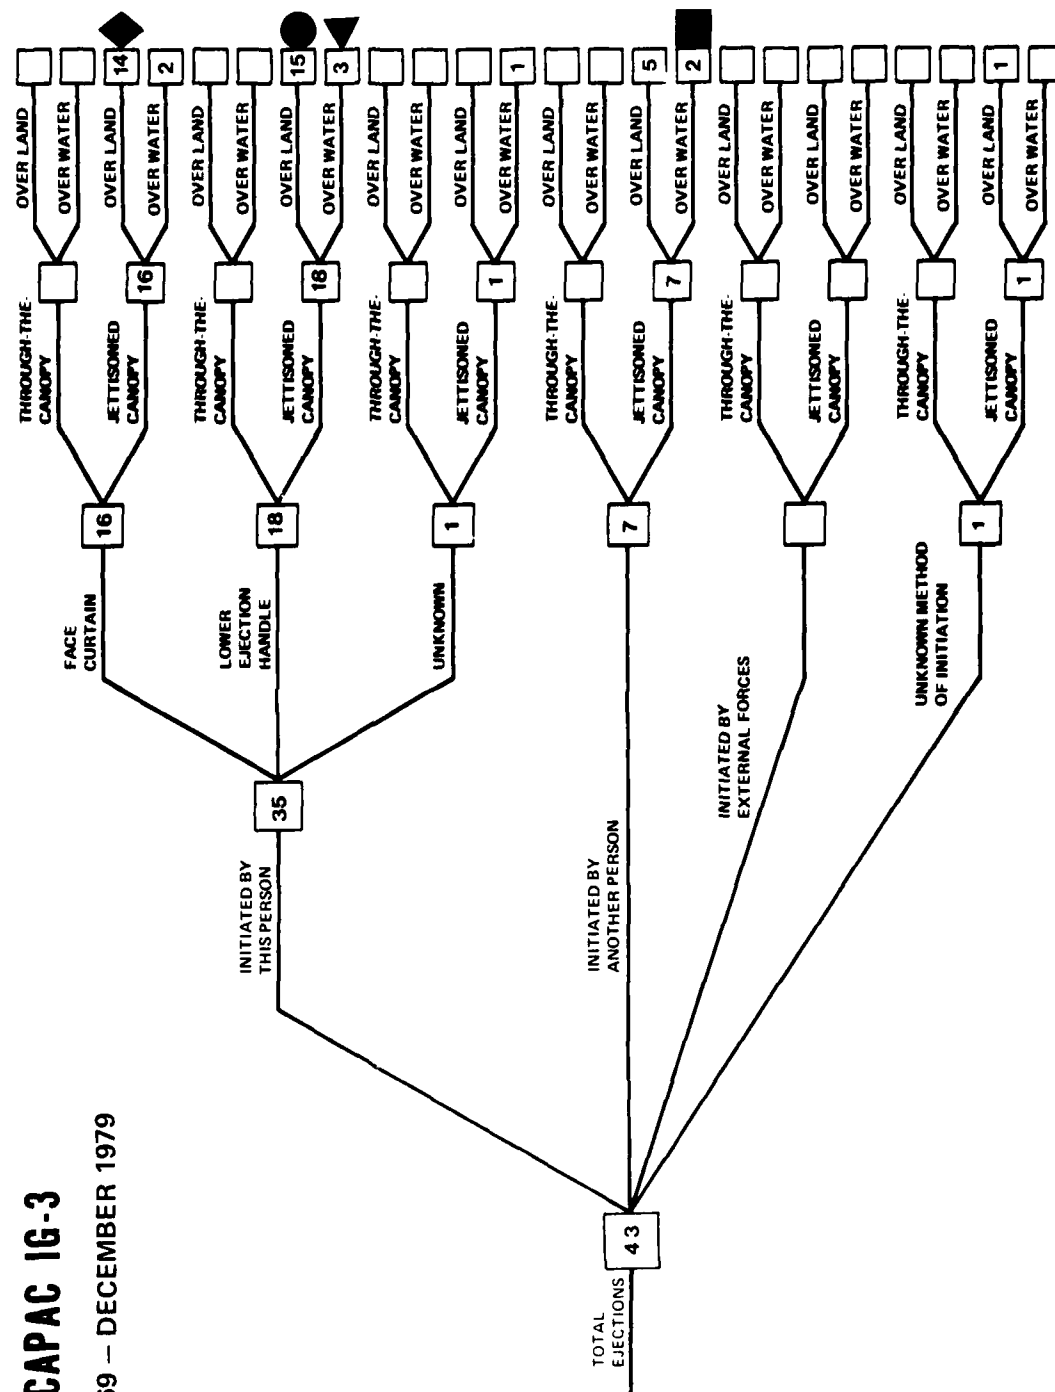 CAPAC IG-3
69 — DECEMBER 1979
TOTAL
EJECTIONS
43
INITIATED BY
THIS PERSON
35
FACE
CURTAIN
16
THROUGH-THE-
CANOPY
OVER LAND
OVER WATER
JETTISONED
CANOPY
16
OVER LAND
14
OVER WATER
2
LOWER
EJECTION
HANDLE
18
THROUGH-THE-
CANOPY
OVER LAND
OVER WATER
JETTISONED
CANOPY
18
OVER LAND
15
OVER WATER
3
UNKNOWN
1
THROUGH-THE-
CANOPY
OVER LAND
OVER WATER
JETTISONED
CANOPY
1
OVER LAND
OVER WATER
1
INITIATED BY
ANOTHER PERSON
7
THROUGH-THE-
CANOPY
OVER LAND
OVER WATER
JETTISONED
CANOPY
7
OVER LAND
5
OVER WATER
2
INITIATED BY
EXTERNAL FORCES
THROUGH-THE-
CANOPY
OVER LAND
OVER WATER
JETTISONED
CANOPY
OVER LAND
OVER WATER
UNKNOWN METHOD
OF INITIATION
1
THROUGH-THE-
CANOPY
OVER LAND
OVER WATER
JETTISONED
CANOPY
1
OVER LAND
1
OVER WATER